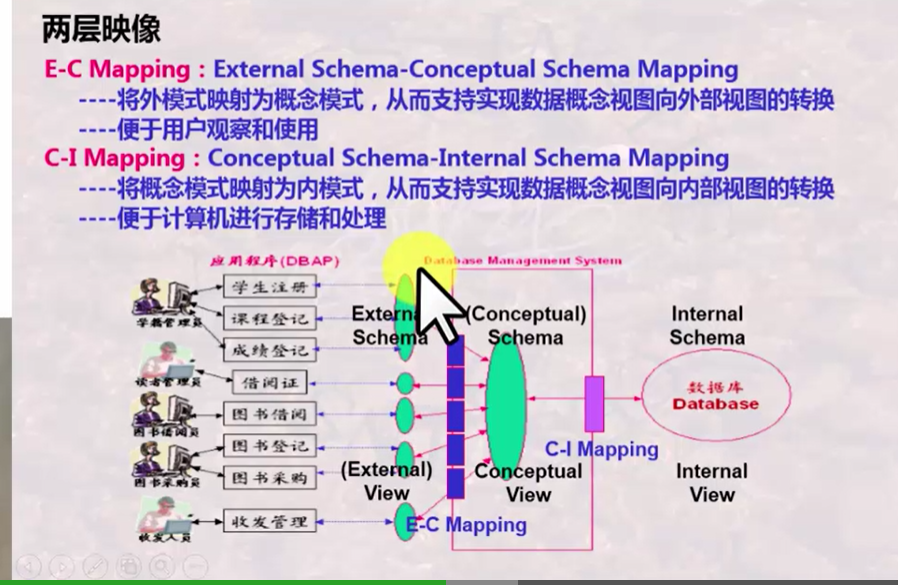 两层映像
E-C Mapping：External Schema-Conceptual Schema Mapping
----将外模式映射为概念模式，从而支持实现数据概念视图向外部视图的转换
----便于用户观察和使用
C-I Mapping：Conceptual Schema-Internal Schema Mapping
----将概念模式映射为内模式，从而支持实现数据概念视图向内部视图的转换
----便于计算机进行存储和处理
应用程序(DBAP)
Database Management System
学生注册
学籍管理员
课程登记
成绩登记
读者管理员
借阅证
图书借阅
图书借阅员
图书登记
图书采购员
图书采购
收发管理
收发人员
External
Schema
(Conceptual)
Schema
Internal
Schema
数据库
Database
C-I Mapping
(External)
View
Conceptual
View
Internal
View
E-C Mapping